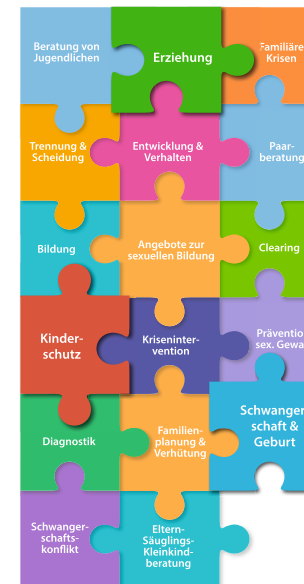 Beratung von
Jugendlichen
Erziehung
Familiäre
Krisen
Trennung &
Scheidung
Entwicklung &
Verhalten
Paar-
beratung
Bildung
Angebote zur
sexuellen Bildung
Clearing
Kinder-
schutz
Kriseninter-
vention
Präventio
sex. Gewa
Diagnostik
Familien-
planung &
Verhütung
Schwanger
schaft &
Geburt
Schwanger-
schafts-
konflikt
Eltern-
Säuglings-
Kleinkind-
beratung